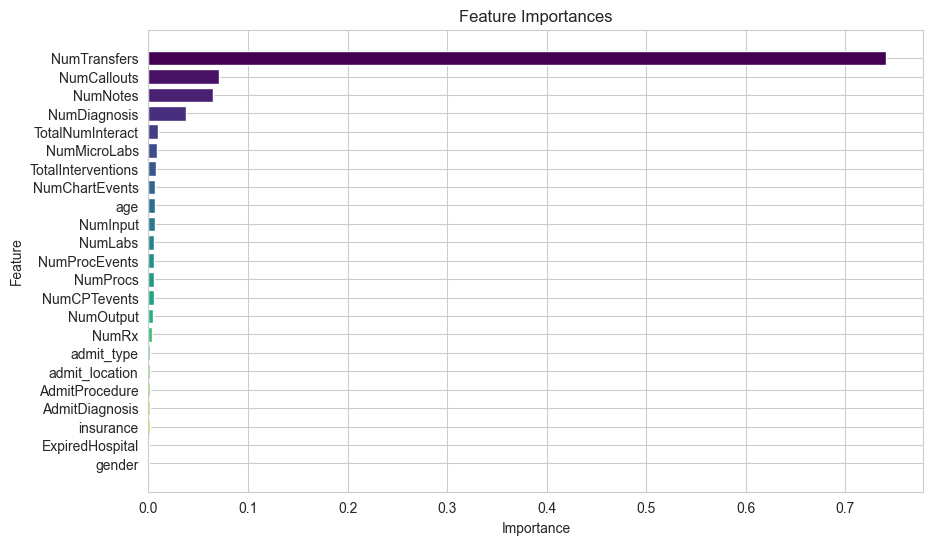 Feature Importances
Feature
NumTransfers
NumCallouts
NumNotes
NumDiagnosis
TotalNumInteract
NumMicroLabs
TotalInterventions
NumChartEvents
age
NumInput
NumLabs
NumProcEvents
NumProcs
NumCPTevents
NumOutput
NumRx
admit_type
admit_location
AdmitProcedure
AdmitDiagnosis
insurance
ExpiredHospital
gender
0.0 0.1 0.2 0.3 0.4 0.5 0.6 0.7
Importance